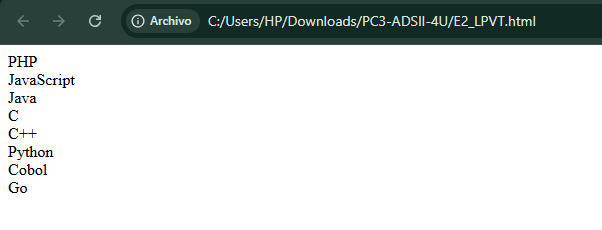 Archivo C:/Users/HP/Downloads/PC3-ADSII-4U/E2_LPVT.html
PHP
JavaScript
Java
C
C++
Python
Cobol
Go